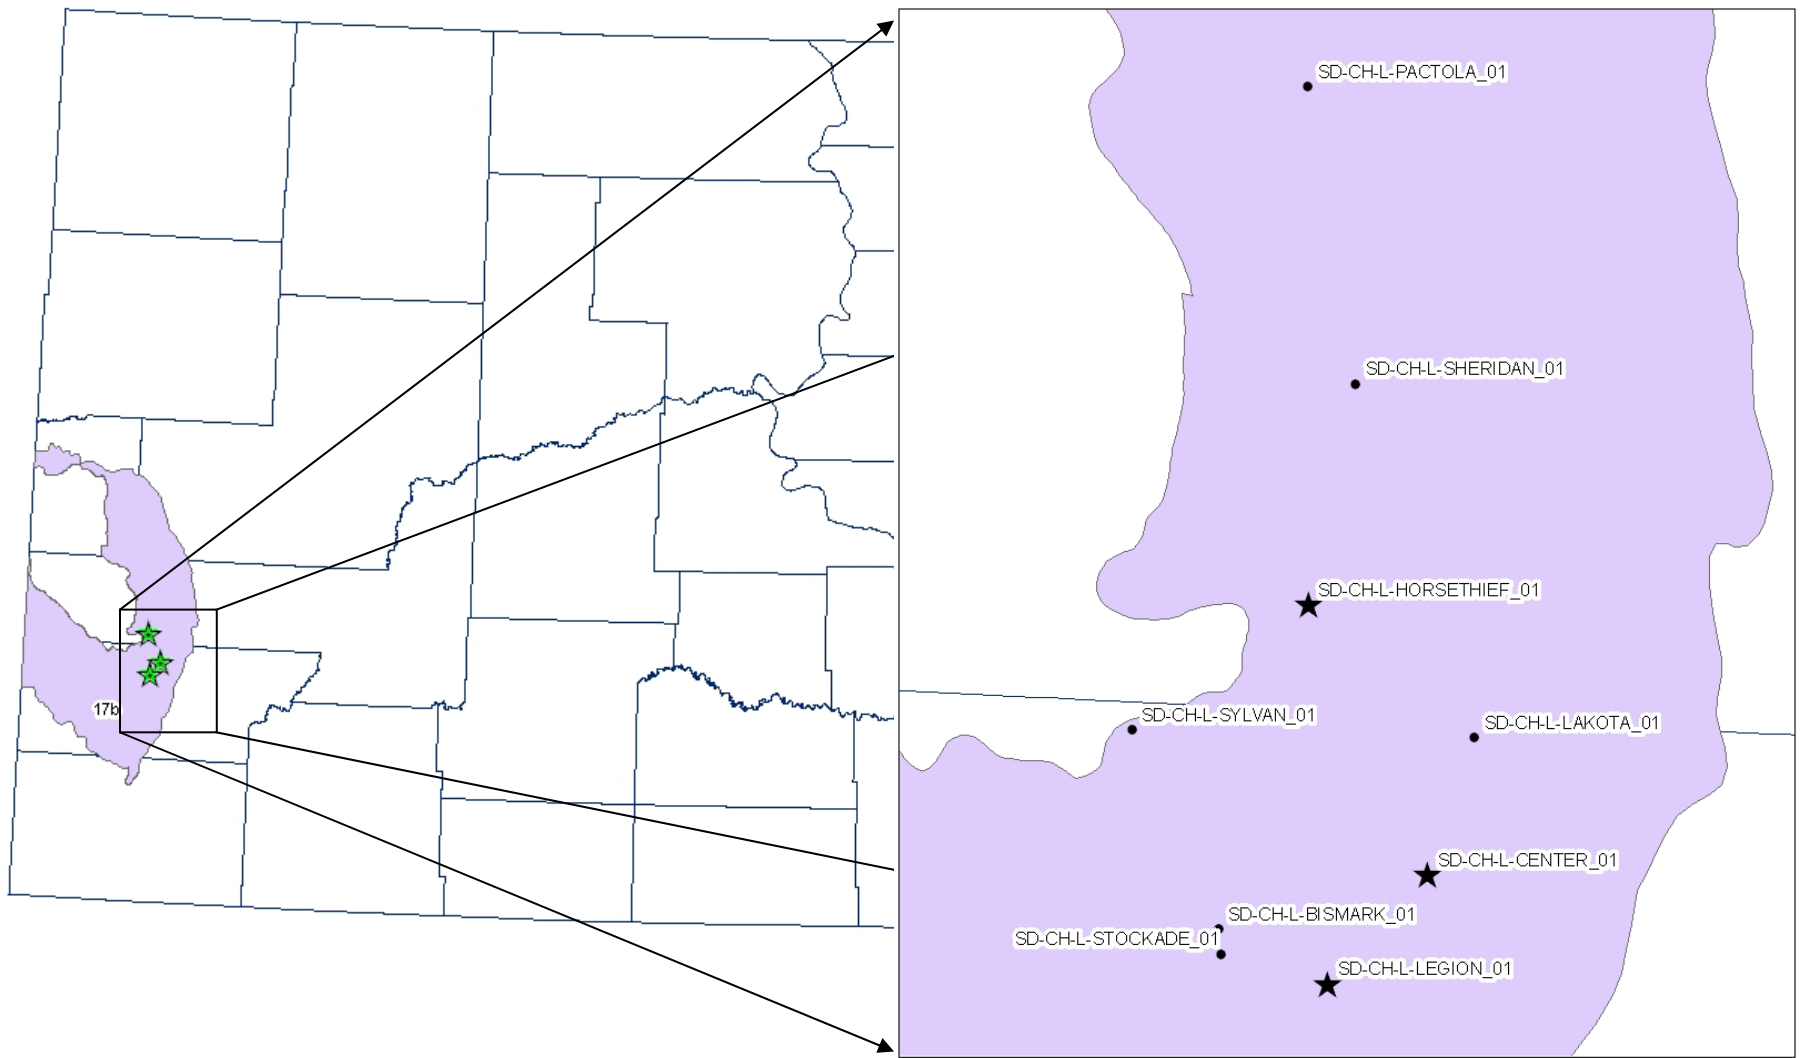 17b
SD-CH-L-PACTOLA_01
SD-CH-L-SHERIDAN_01
SD-CH-L-HORSETHIEF_01
SD-CH-L-SYLVAN_01
SD-CH-L-LAKOTA_01
SD-CH-L-CENTER_01
SD-CH-L-BISMARK_01
SD-CH-L-STOCKADE_01
SD-CH-L-LEGION_01